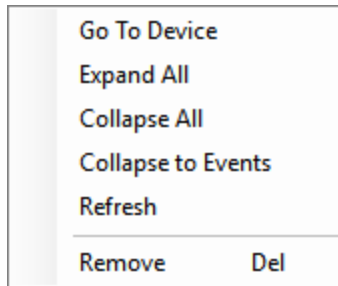 Go To Device
Expand All
Collapse All
Collapse to Events
Refresh
Remove Del